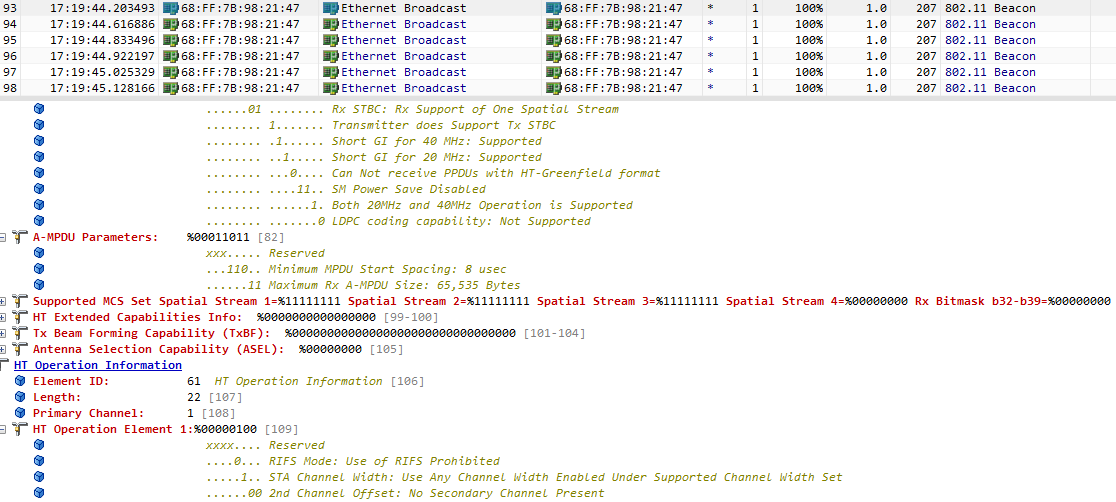 93 17:19:44.203493 68:FF:7B:98:21:47 Ethernet Broadcast 68:FF:7B:98:21:47 * 1 100% 1.0 207 802.11 Beacon
94 17:19:44.616886 68:FF:7B:98:21:47 Ethernet Broadcast 68:FF:7B:98:21:47 * 1 100% 1.0 207 802.11 Beacon
95 17:19:44.833496 68:FF:7B:98:21:47 Ethernet Broadcast 68:FF:7B:98:21:47 * 1 100% 1.0 207 802.11 Beacon
96 17:19:44.922197 68:FF:7B:98:21:47 Ethernet Broadcast 68:FF:7B:98:21:47 * 1 100% 1.0 207 802.11 Beacon
97 17:19:45.025329 68:FF:7B:98:21:47 Ethernet Broadcast 68:FF:7B:98:21:47 * 1 100% 1.0 207 802.11 Beacon
98 17:19:45.128166 68:FF:7B:98:21:47 Ethernet Broadcast 68:FF:7B:98:21:47 * 1 100% 1.0 207 802.11 Beacon
......01 ........ Rx STBC: Rx Support of One Spatial Stream
........ 1....... Transmitter does Support Tx STBC
........ .1...... Short GI for 40 MHz: Supported
........ ..1..... Short GI for 20 MHz: Supported
........ ...0.... Can Not receive PPDUs with HT-Greenfield format
........ ....11.. SM Power Save Disabled
........ ......1. Both 20MHz and 40MHz Operation is Supported
........ .......0 LDPC coding capability: Not Supported
A-MPDU Parameters: %00011011 [82]
xxx..... Reserved
...110.. Minimum MPDU Start Spacing: 8 usec
......11 Maximum Rx A-MPDU Size: 65,535 Bytes
Supported MCS Set Spatial Stream 1=%11111111 Spatial Stream 2=%11111111 Spatial Stream 3=%11111111 Spatial Stream 4=%00000000 Rx Bitmask b32-b39=%00000000
HT Extended Capabilities Info: %0000000000000000 [99-100]
Tx Beam Forming Capability (TxBF): %00000000000000000000000000000000 [101-104]
Antenna Selection Capability (ASEL): %00000000 [105]
HT Operation Information
Element ID: 61 HT Operation Information [106]
Length: 22 [107]
Primary Channel: 1 [108]
HT Operation Element 1:%00000100 [109]
xxxx.... Reserved
....0... RIFS Mode: Use of RIFS Prohibited
.....1.. STA Channel Width: Use Any Channel Width Enabled Under Supported Channel Width Set
......00 2nd Channel Offset: No Secondary Channel Present